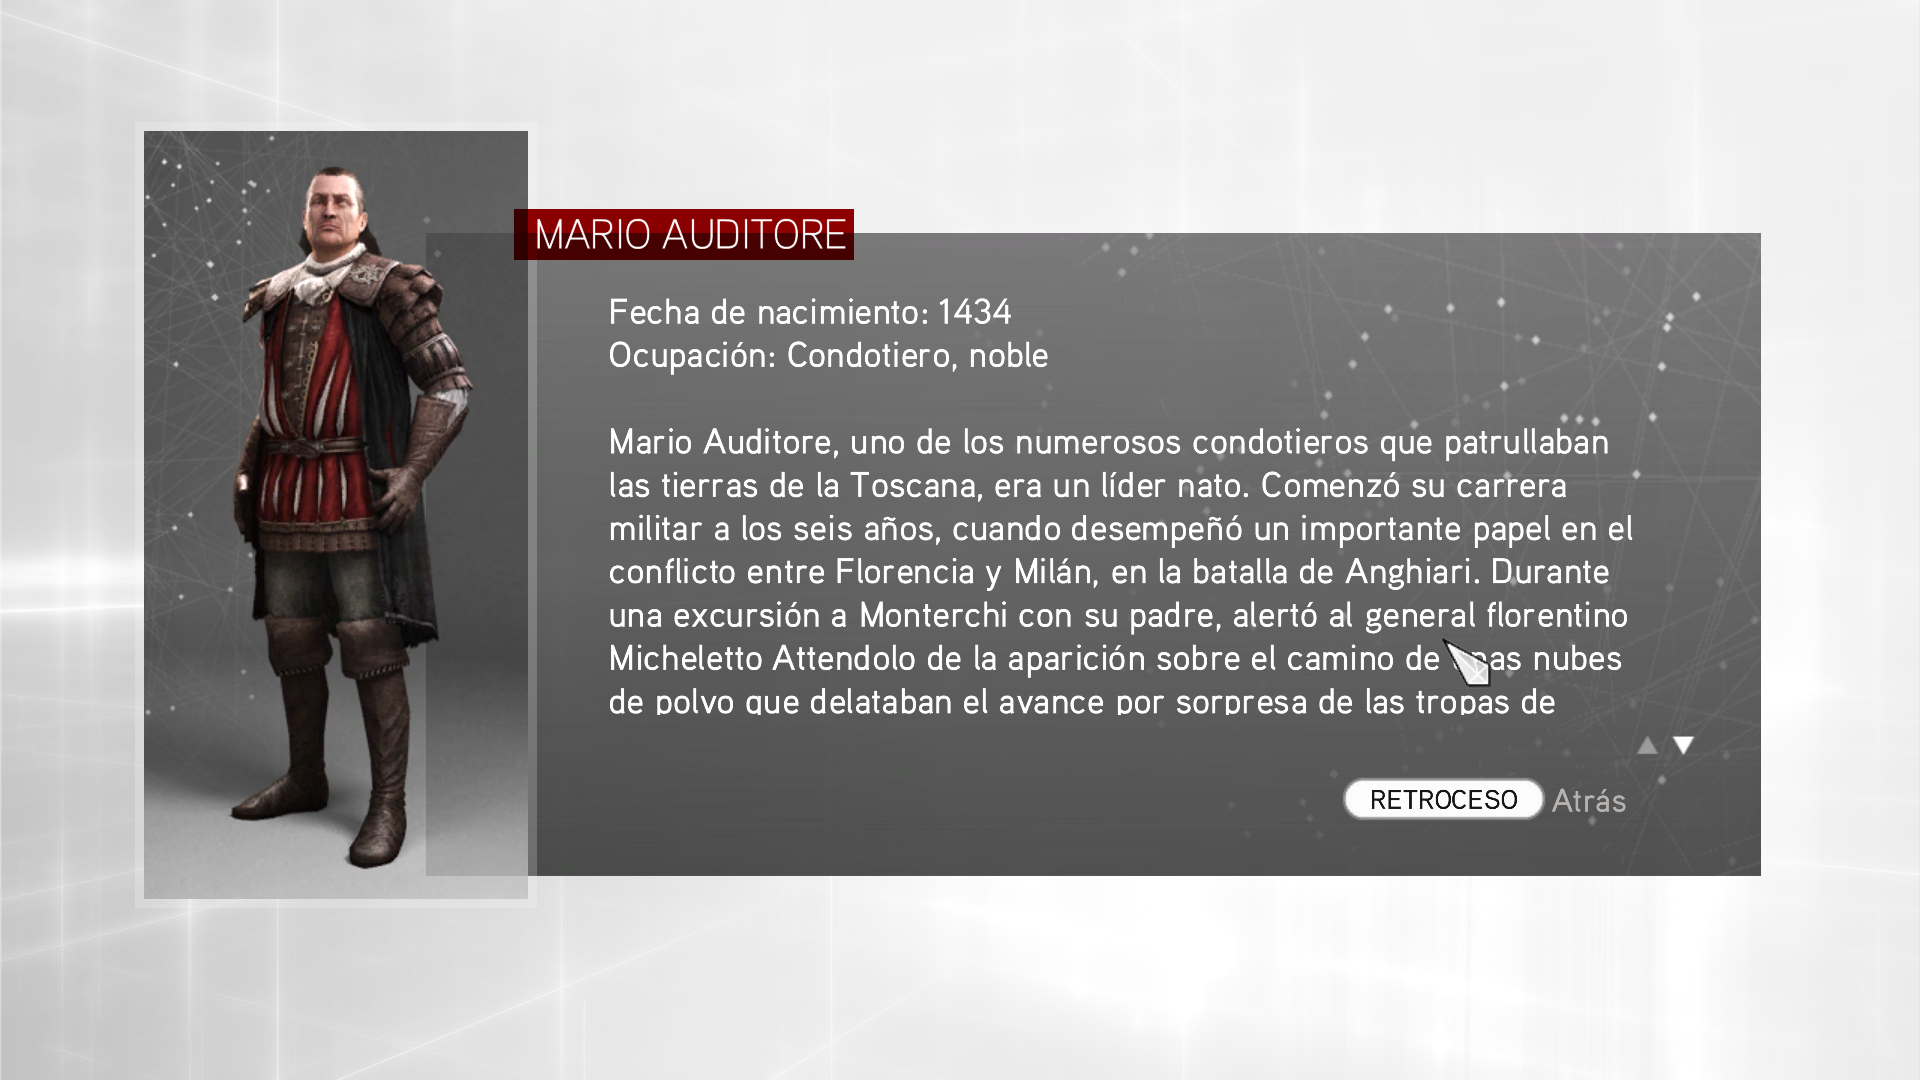 MARIO AUDITORE
Fecha de nacimiento: 1434
Ocupación: Condotiero, noble
Mario Auditore, uno de los numerosos condotieros que patrullaban
las tierras de la Toscana, era un líder nato. Comenzó su carrera
militar a los seis años, cuando desempeñó un importante papel en el
conflicto entre Florencia y Milán, en la batalla de Anghiari. Durante
una excursión a Monterchi con su padre, alertó al general florentino
Micheletto Attendolo de la aparición sobre el camino de unas nubes
de polvo que delataban el avance por sorpresa de las tropas de
RETROCESO Atrás